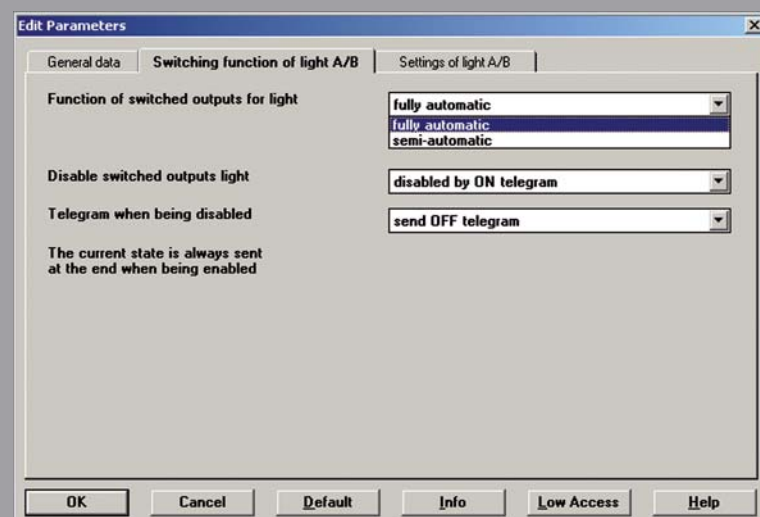 Edit Parameters
General data
Switching function of light A/B
Settings of light A/B
Function of switched outputs for light
fully automatic
fully automatic
semi-automatic
Disable switched outputs light
disabled by ON telegram
Telegram when being disabled
send OFF telegram
The current state is always sent
at the end when being enabled
OK
Cancel
Default
Info
Low Access
Help